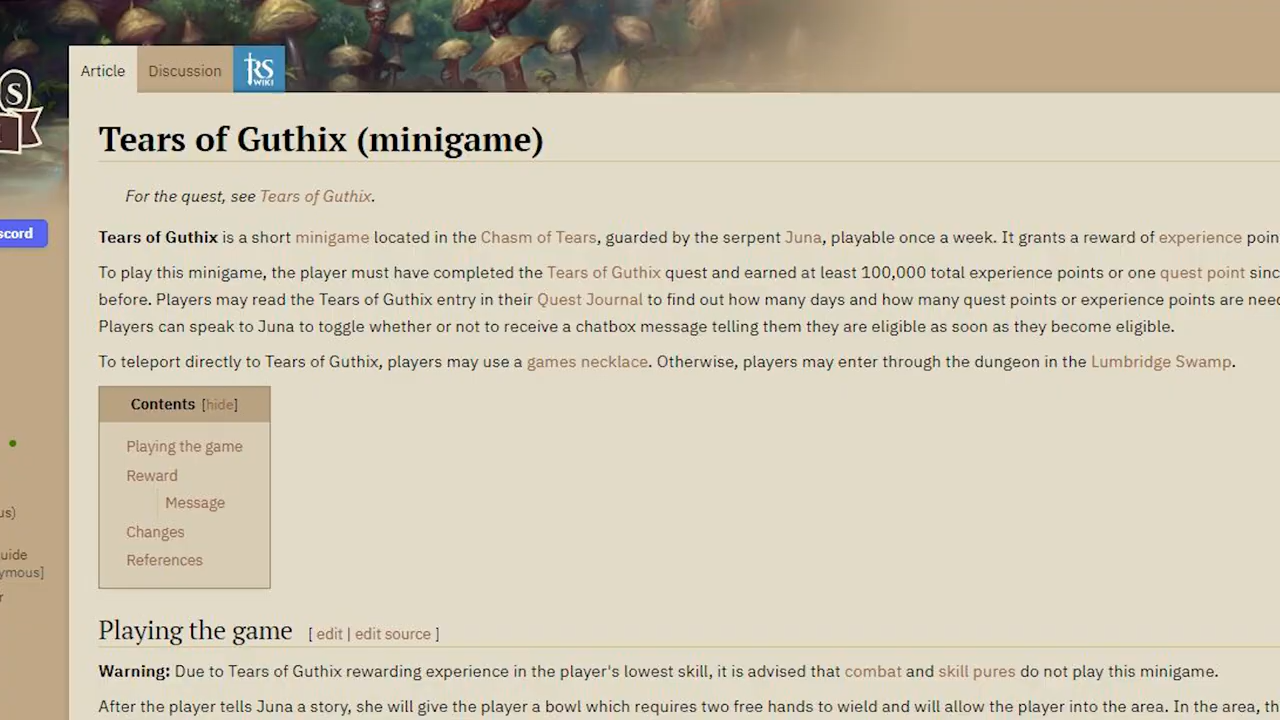 S
Article
Discussion
RS
WIKI
Tears of Guthix (minigame)
For the quest, see Tears of Guthix.
scord
Tears of Guthix is a short minigame located in the Chasm of Tears, guarded by the serpent Juna, playable once a week. It grants a reward of experience poin
To play this minigame, the player must have completed the Tears of Guthix quest and earned at least 100,000 total experience points or one quest point sinc
before. Players may read the Tears of Guthix entry in their Quest Journal to find out how many days and how many quest points or experience points are need
Players can speak to Juna to toggle whether or not to receive a chatbox message telling them they are eligible as soon as they become eligible.
To teleport directly to Tears of Guthix, players may use a games necklace. Otherwise, players may enter through the dungeon in the Lumbridge Swamp.
Contents [hide]
Playing the game
Reward
Message
Changes
References
us)
uide
ymous]
r
Playing the game [ edit | edit source ]
Warning: Due to Tears of Guthix rewarding experience in the player's lowest skill, it is advised that combat and skill pures do not play this minigame.
After the player tells Juna a story, she will give the player a bowl which requires two free hands to wield and will allow the player into the area. In the area, th